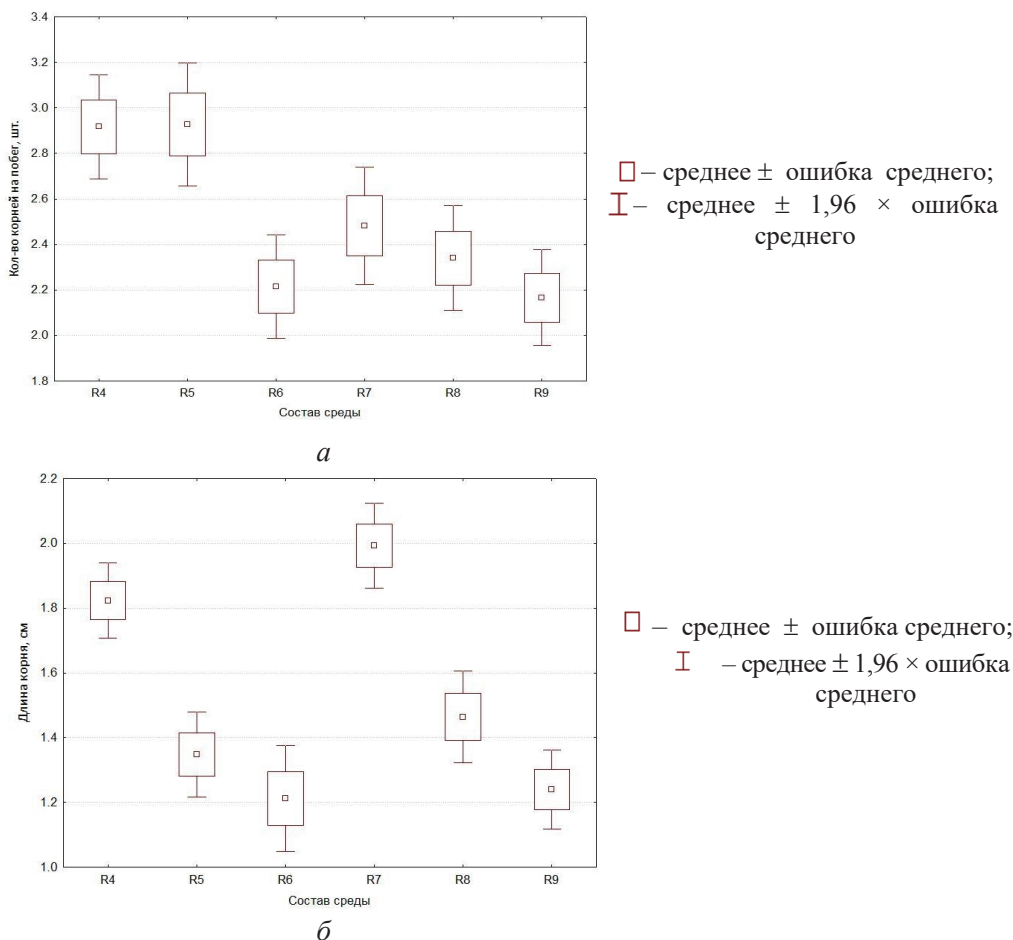 3.4
3.2
3.0
2.8
2.6
2.4
2.2
2.0
1.8
Кол-во корней на побег, шт.
R4 R5 R6 R7 R8 R9
Состав среды
– среднее ± ошибка среднего;
– среднее ± 1,96 × ошибка
среднего
а
2.2
2.0
1.8
1.6
1.4
1.2
1.0
Длина корня, см
R4 R5 R6 R7 R8 R9
Состав среды
– среднее ± ошибка среднего;
– среднее ± 1,96 × ошибка
среднего
б